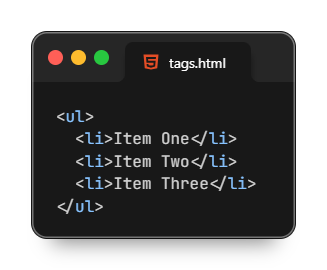 tags.html
<ul>
  <li>Item One</li>
  <li>Item Two</li>
  <li>Item Three</li>
</ul>